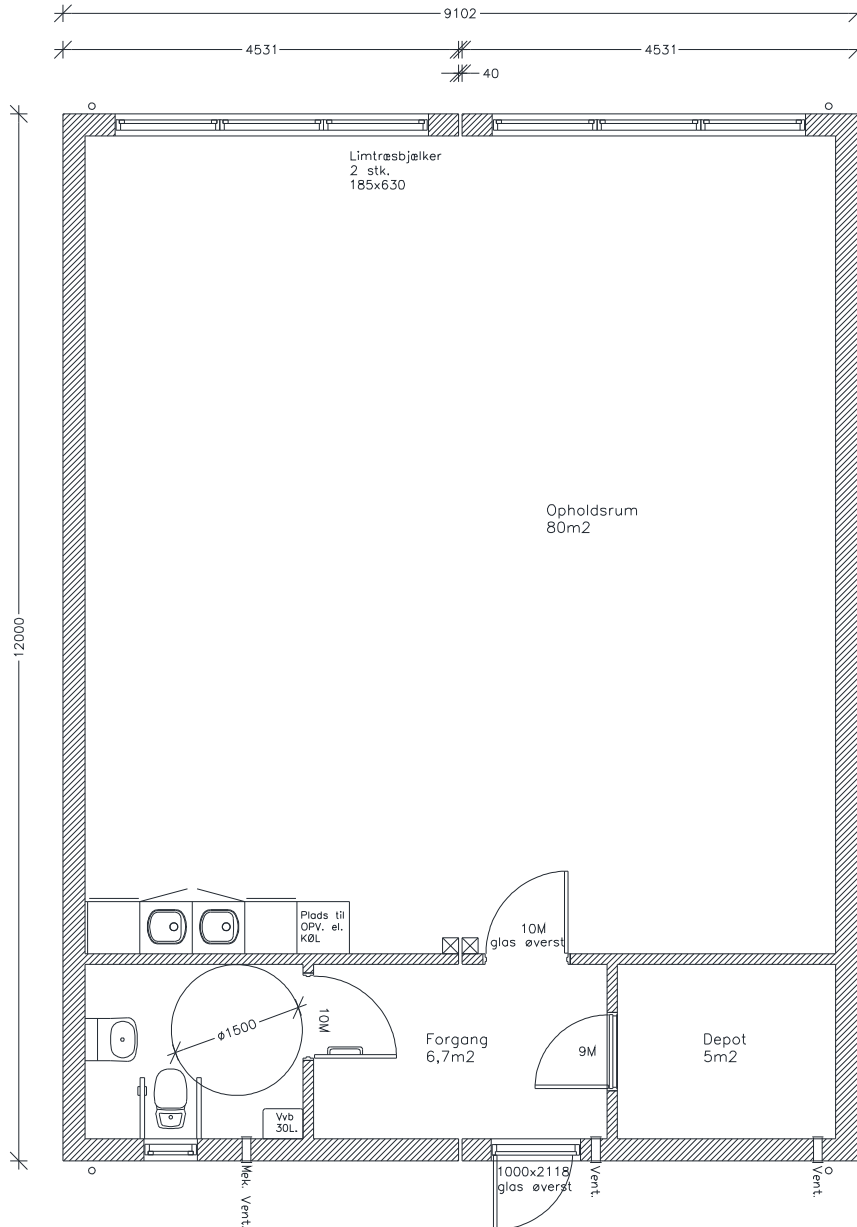 9102
4531
4531
40
Limtræsbjælker
2 stk.
185x630
Opholdsrum
80m2
12000
Plads til
OPV. el.
KØL
10M
glas øverst
ø1500
10M
Forgang
6,7m2
9M
Depot
5m2
Vvb
30L.
Mek. Vent.
1000x2118
glas øverst
Vent.
Vent.